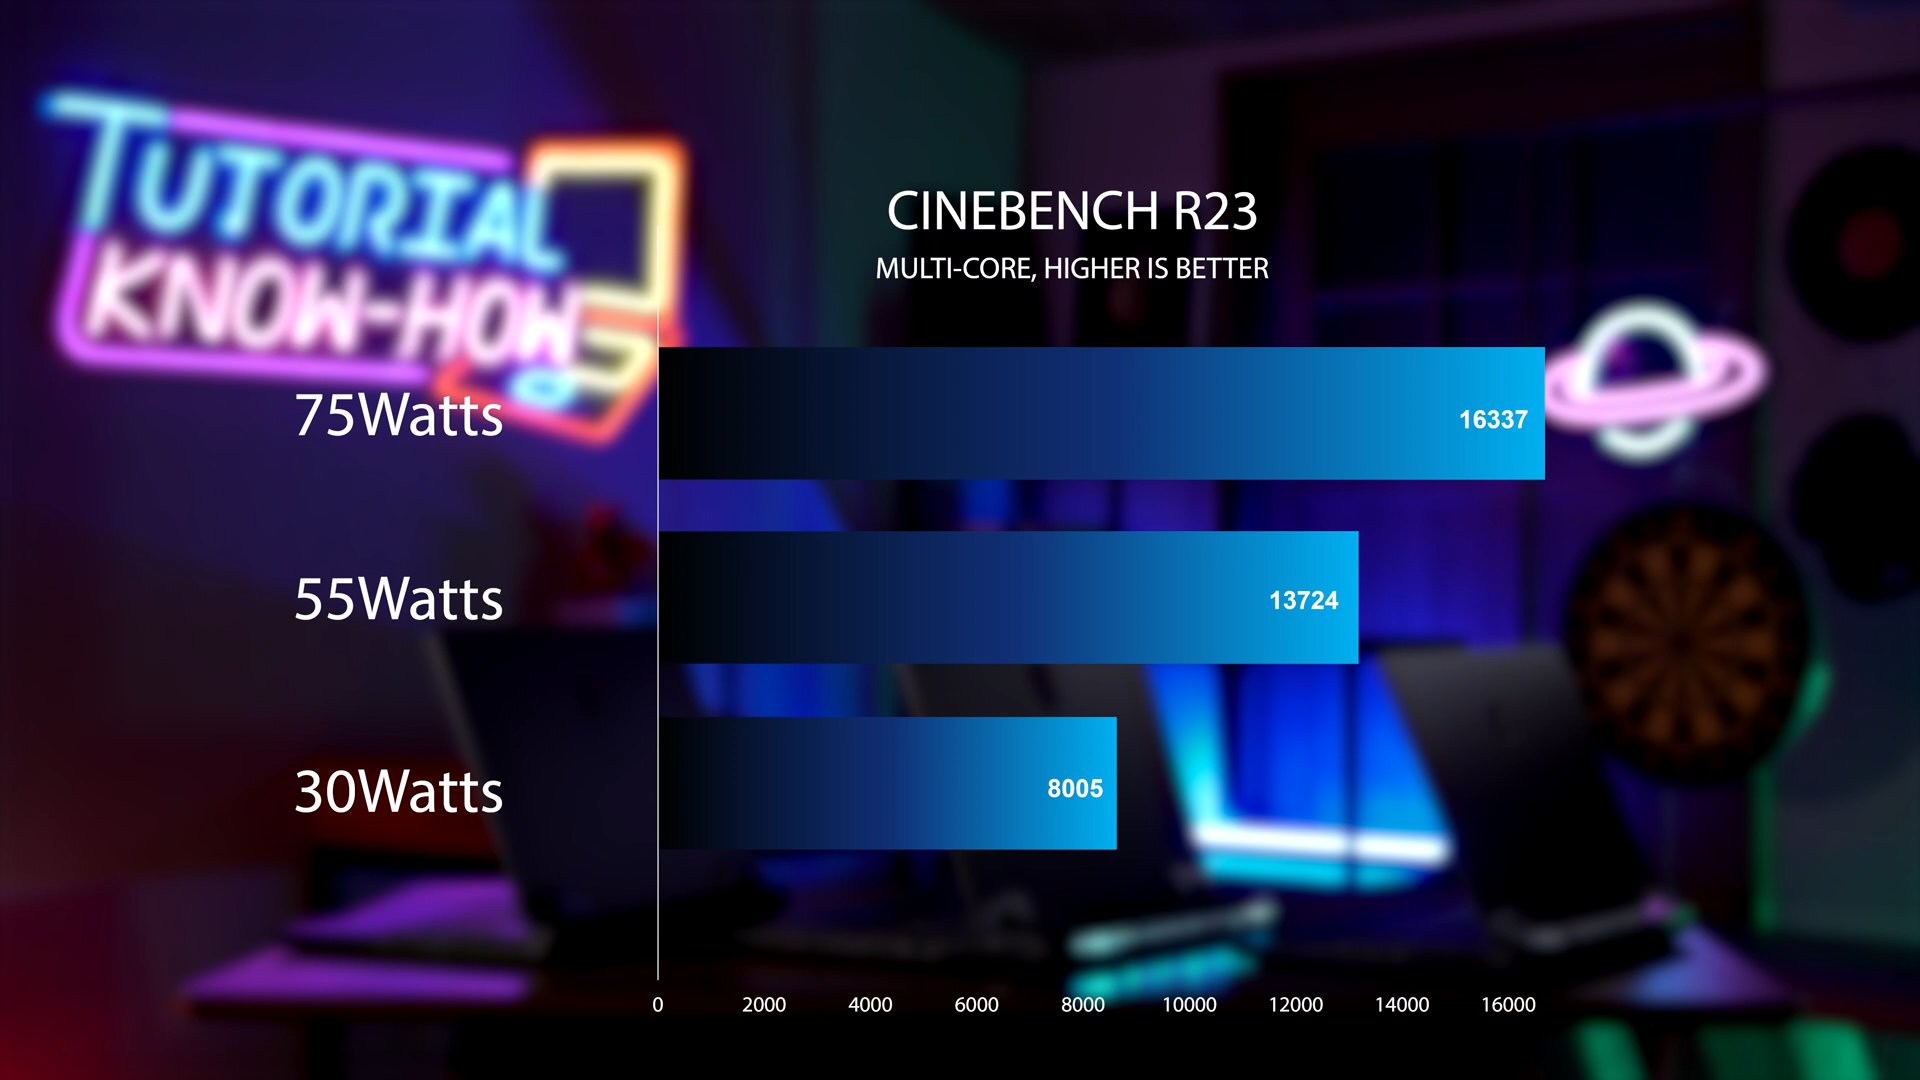 TUTORIAL
KNOW-HOW
CINEBENCH R23
MULTI-CORE, HIGHER IS BETTER
75Watts
16337
55Watts
13724
30Watts
8005
0 2000 4000 6000 8000 10000 12000 14000 16000